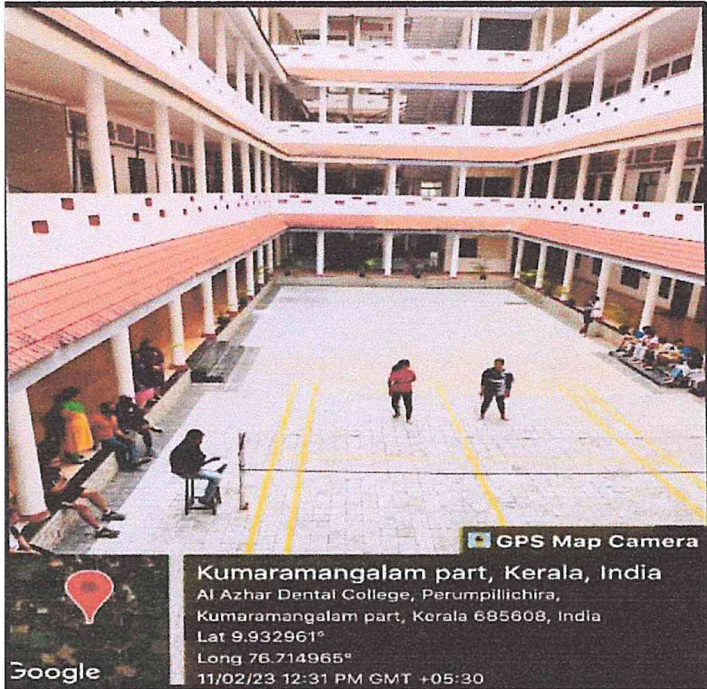 GPS Map Camera
Kumaramangalam part, Kerala, India
Al Azhar Dental College, Perumpillichira,
Kumaramangalam part, Kerala 685608, India
Lat 9.932961°
Long 76.714965°
11/02/23 12:31 PM GMT +05:30
Google